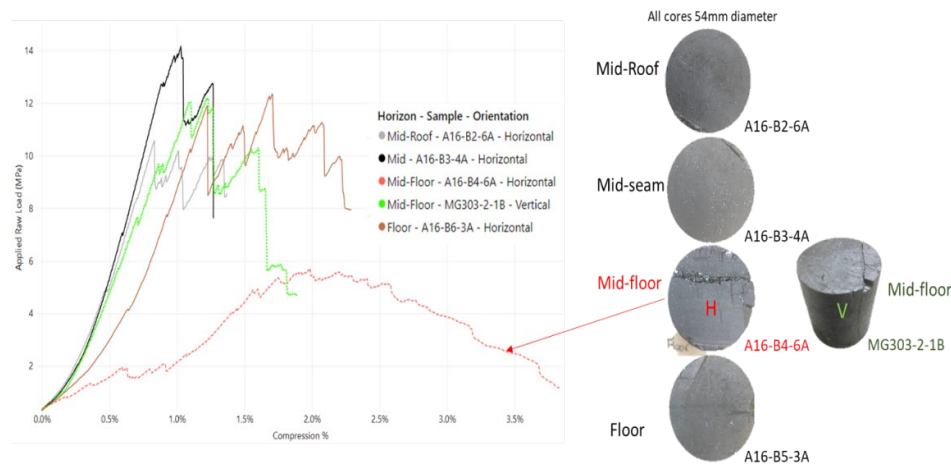 14
12
10
8
6
4
2
Applied Raw Load (MPa)
0.0%
0.5%
1.0%
1.5%
2.0%
2.5%
3.0%
3.5%
Compression %
Horizon - Sample - Orientation
Mid-Roof - A16-B2-6A - Horizontal
Mid - A16-B3-4A - Horizontal
Mid-Floor - A16-B4-6A - Horizontal
Mid-Floor - MG303-2-1B - Vertical
Floor - A16-B6-3A - Horizontal
All cores 54mm diameter
Mid-Roof
A16-B2-6A
Mid-seam
A16-B3-4A
Mid-floor
H
A16-B4-6A
V
Mid-floor
MG303-2-1B
Floor
A16-B5-3A